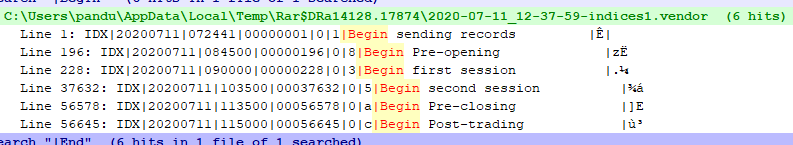 C:\Users\pandu\AppData\Local\Temp\Rar$DRa14128.17874\2020-07-11_12-37-59-indices1.vendor (6 hits)
Line 1: IDX|20200711|072441|00000001|0|1|Begin sending records |Ê|
Line 196: IDX|20200711|084500|00000196|0|8|Begin Pre-opening |zË
Line 228: IDX|20200711|090000|00000228|0|3|Begin first session |.¼
Line 37632: IDX|20200711|103500|00037632|0|5|Begin second session |¾á
Line 56578: IDX|20200711|113500|00056578|0|a|Begin Pre-closing |]E
Line 56645: IDX|20200711|115000|00056645|0|c|Begin Post-trading |ù³
earch "|End" (6 hits in 1 file of 1 searched)